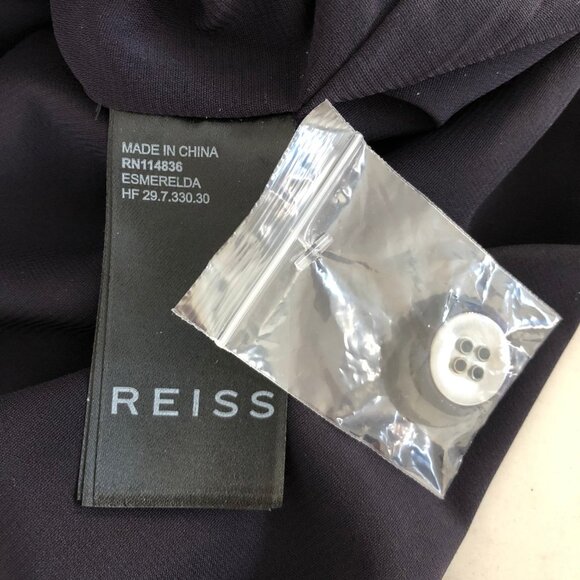 MADE IN CHINA
RN114836
ESMERELDA
HF 29.7.330.30
REISS